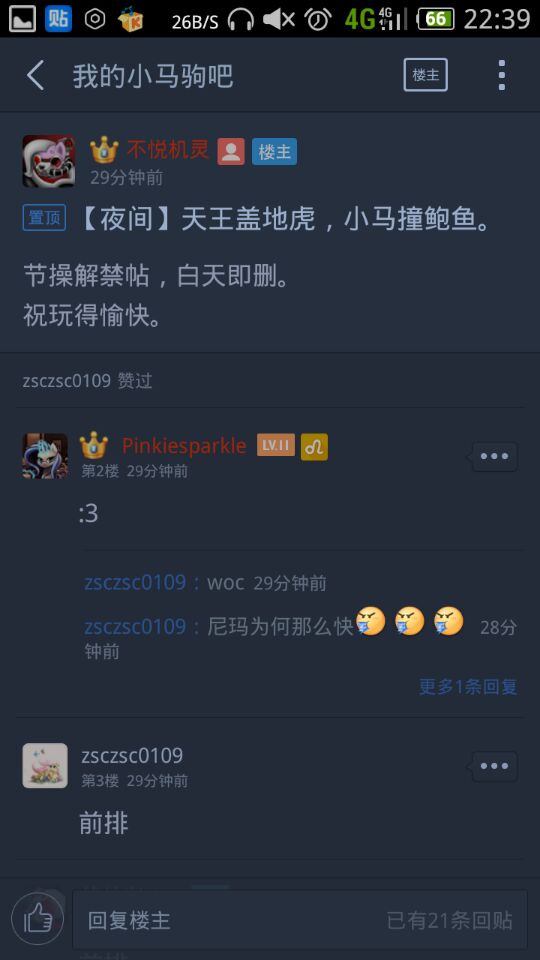 贴
K
26B/S
4G
4G
66
22:39
我的小马驹吧
楼主
不悦机灵
楼主
29分钟前
置顶
【夜间】天王盖地虎，小马撞鲍鱼。
节操解禁帖，白天即删。
祝玩得愉快。
zsczsc0109 赞过
Pinkiesparkle LV.11
第2楼 29分钟前
:3
zsczsc0109：woc 29分钟前
zsczsc0109：尼玛为何那么快 28分
钟前
更多1条回复
zsczsc0109
第3楼 29分钟前
前排
回复楼主
已有21条回贴